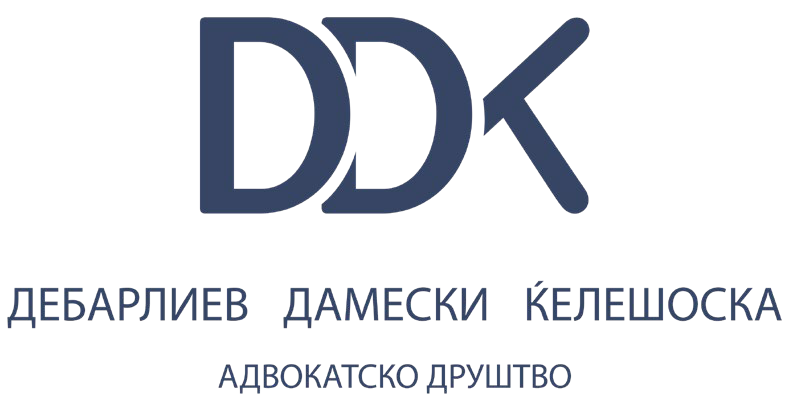 DDK
ДЕБАРЛИЕВ ДАМЕСКИ ЌЕЛЕШОСКА
АДВОКАТСКО ДРУШТВО